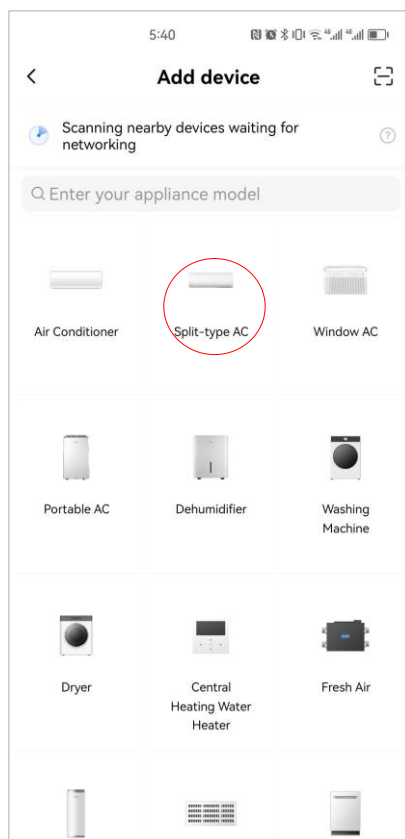 5:40
Add device
Scanning nearby devices waiting for
networking
Enter your appliance model
Air Conditioner
Split-type AC
Window AC
Portable AC
Dehumidifier
Washing
Machine
Dryer
Central
Heating Water
Heater
Fresh Air